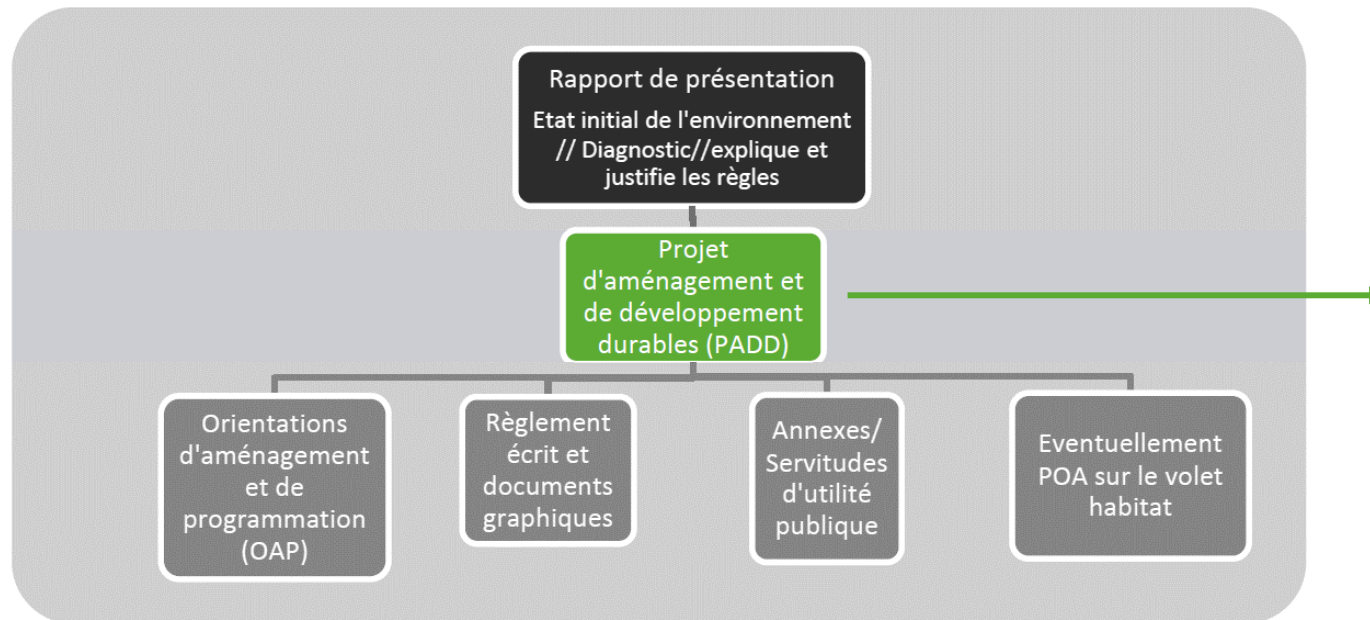 Rapport de présentation
Etat initial de l'environnement
// Diagnostic//explique et
justifie les règles
Projet
d'aménagement et
de développement
durables (PADD)
Orientations
d'aménagement
et de
programmation
(OAP)
Règlement
écrit et
documents
graphiques
Annexes/
Servitudes
d'utilité
publique
Eventuellement
POA sur le volet
habitat